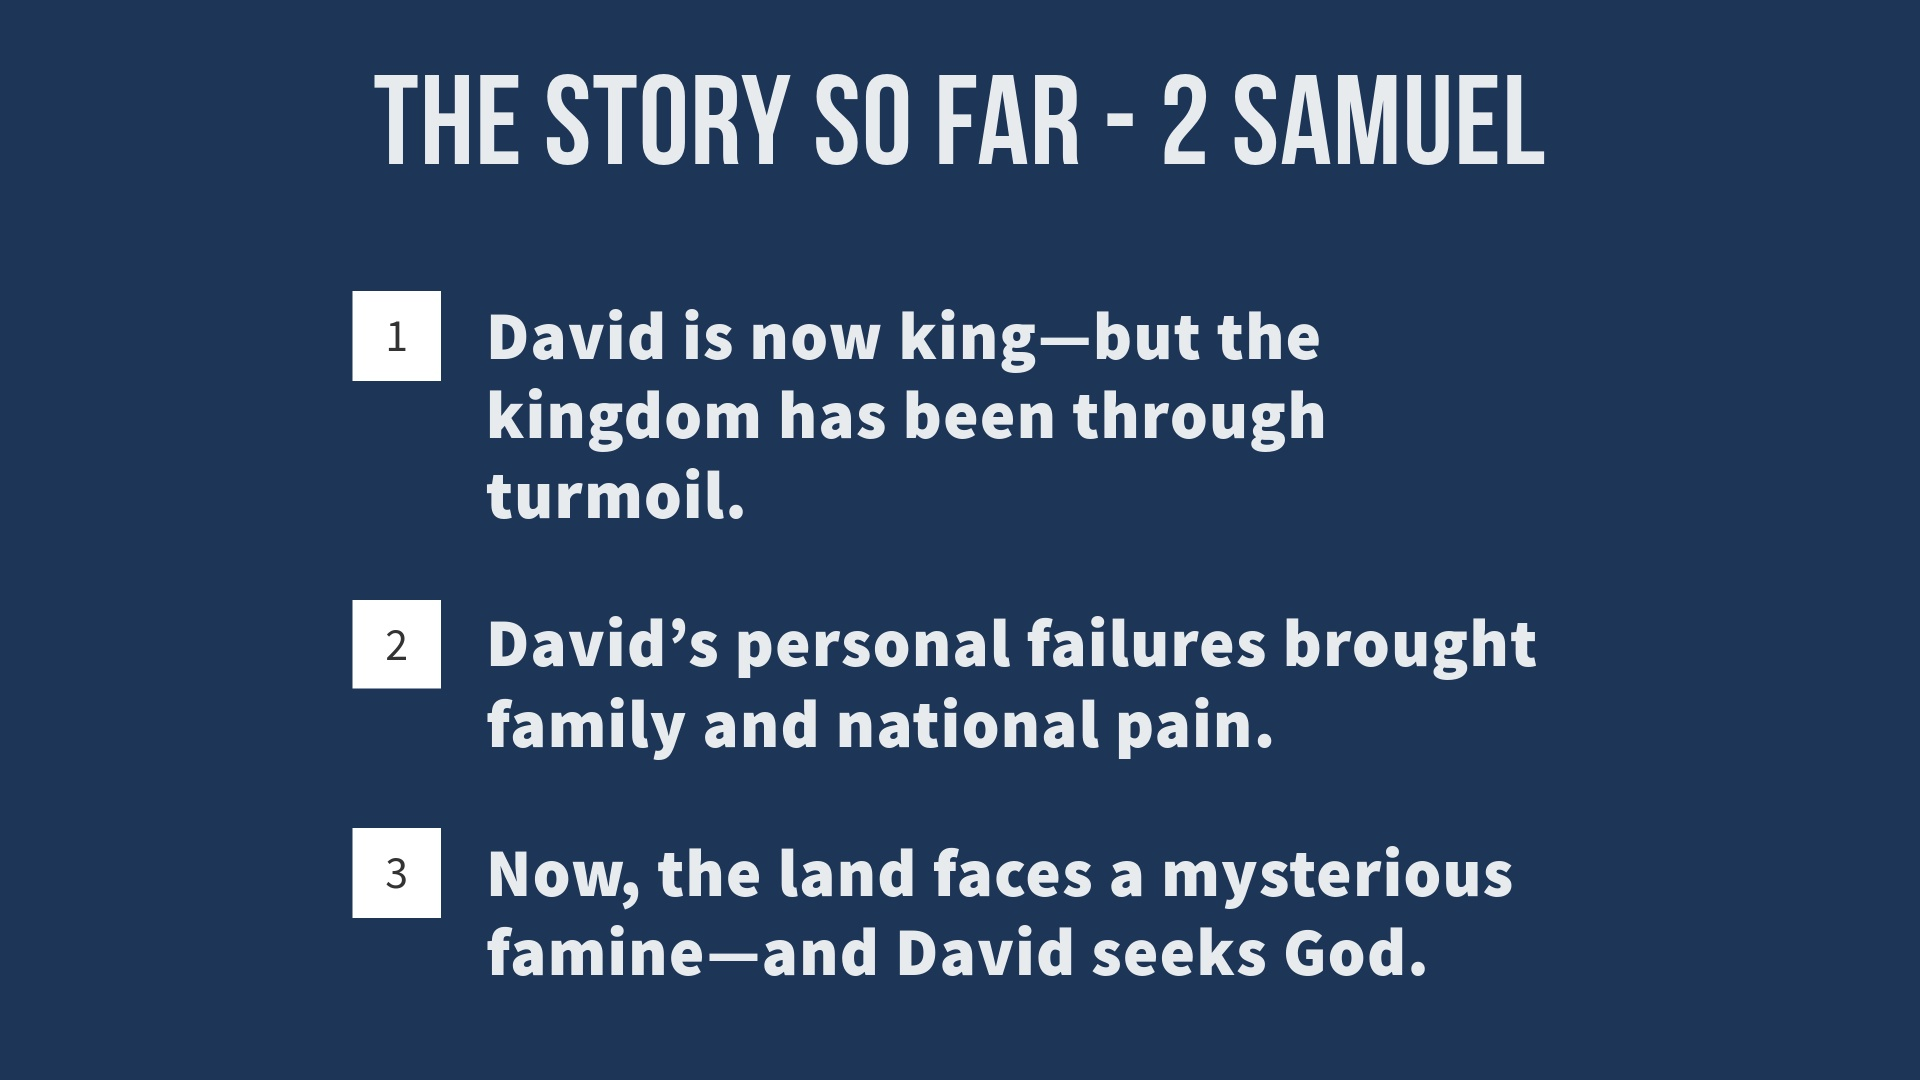 THE STORY SO FAR - 2 SAMUEL
1 David is now king—but the
kingdom has been through
turmoil.
2 David’s personal failures brought
family and national pain.
3 Now, the land faces a mysterious
famine—and David seeks God.